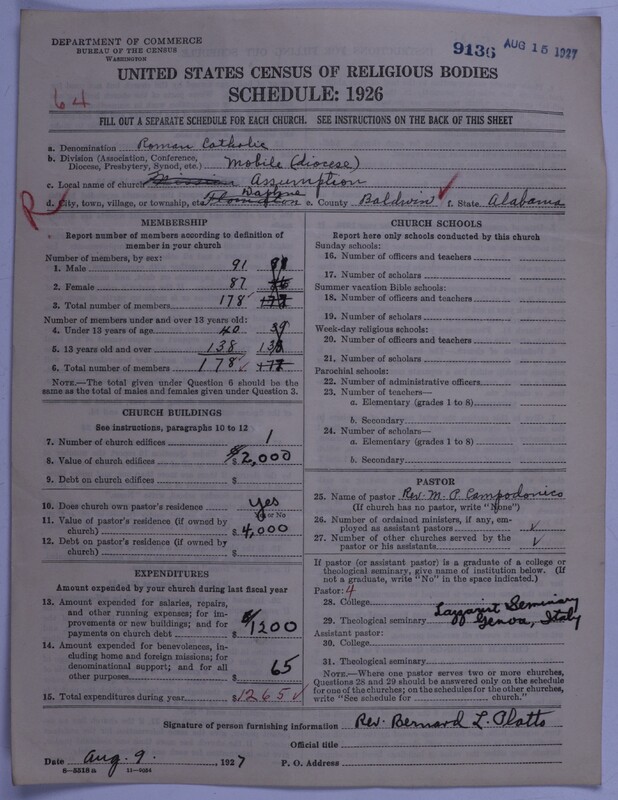 DEPARTMENT OF COMMERCE
BUREAU OF THE CENSUS
WASHINGTON
9136 AUG 15 1927
UNITED STATES CENSUS OF RELIGIOUS BODIES
64
SCHEDULE: 1926
FILL OUT A SEPARATE SCHEDULE FOR EACH CHURCH. SEE INSTRUCTIONS ON THE BACK OF THIS SHEET
a. Denomination Roman Catholic
b. Division (Association, Conference, Diocese, Presbytery, Synod, etc.) Mobile (diocese)
c. Local name of church Mission Assumption
R d. City, town, village, or township, etc. Daphne e. County Baldwin ✓ f. State Alabama
MEMBERSHIP
Report number of members according to definition of
member in your church
Number of members, by sex:
1. Male 91
2. Female 87
3. Total number of members 178
Number of members under and over 13 years old:
4. Under 13 years of age 40 39
5. 13 years old and over 138
6. Total number of members 178 ✓
NOTE.—The total given under Question 6 should be the
same as the total of males and females given under Question 3.
CHURCH BUILDINGS
See instructions, paragraphs 10 to 12
7. Number of church edifices 1
8. Value of church edifices $ 2,000
9. Debt on church edifices $
10. Does church own pastor's residence yes
Yes or No
11. Value of pastor's residence (if owned by
church) $ 4,000
12. Debt on pastor's residence (if owned by
church) $
EXPENDITURES
Amount expended by your church during last fiscal year
13. Amount expended for salaries, repairs,
and other running expenses; for im-
provements or new buildings; and for
payments on church debt $ 1200
14. Amount expended for benevolences, in-
cluding home and foreign missions; for
denominational support; and for all
other purposes 65
15. Total expenditures during year $ 1265 ✓
CHURCH SCHOOLS
Report here only schools conducted by this church
Sunday schools:
16. Number of officers and teachers
17. Number of scholars
Summer vacation Bible schools:
18. Number of officers and teachers
19. Number of scholars
Week-day religious schools:
20. Number of officers and teachers
21. Number of scholars
Parochial schools:
22. Number of administrative officers
23. Number of teachers—
a. Elementary (grades 1 to 8)
b. Secondary
24. Number of scholars—
a. Elementary (grades 1 to 8)
b. Secondary
PASTOR
25. Name of pastor Rev. M. P. Campodonico
(If church has no pastor, write "None")
26. Number of ordained ministers, if any, em-
ployed as assistant pastors ✓
27. Number of other churches served by the
pastor or his assistants ✓
If pastor (or assistant pastor) is a graduate of a college or
theological seminary, give name of institution below. (If
not a graduate, write "No" in the space indicated.)
Pastor: 4
28. College
29. Theological seminary Seminary
Genoa, Italy
Assistant pastor:
30. College
31. Theological seminary
NOTE.—Where one pastor serves two or more churches,
Questions 28 and 29 should be answered only on the schedule
for one of the churches; on the schedules for the other churches,
write "See schedule for church."
Signature of person furnishing information Rev. Bernard L.
Official title
Date Aug. 9. , 1927 P. O. Address
8—5518a 11—9084